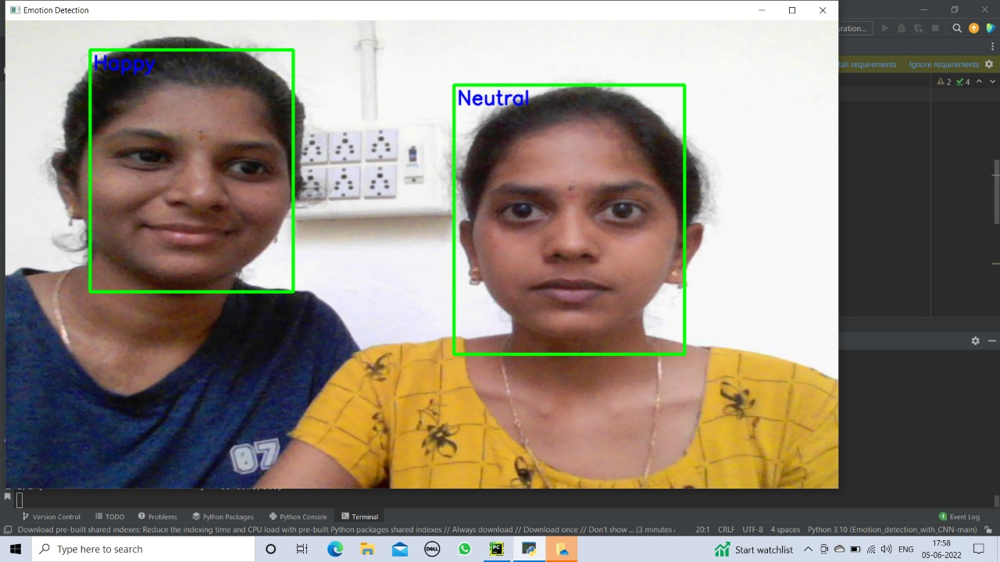 Emotion Detection
Happy
Neutral
uration...
tall requirements Ignore requirements
2 4
07
Version Control TODO Problems Python Packages Python Console Terminal 1 Event Log
Download pre-built shared indexes: Reduce the indexing time and CPU load with pre-built Python packages shared indexes // Always download // Download once // Don't show ... (3 minutes 20:1 CRLF UTF-8 4 spaces Python 3.10 (Emotion_detection_with_CNN-main)
Type here to search DELL PC Start watchlist ENG 17:58
05-06-2022